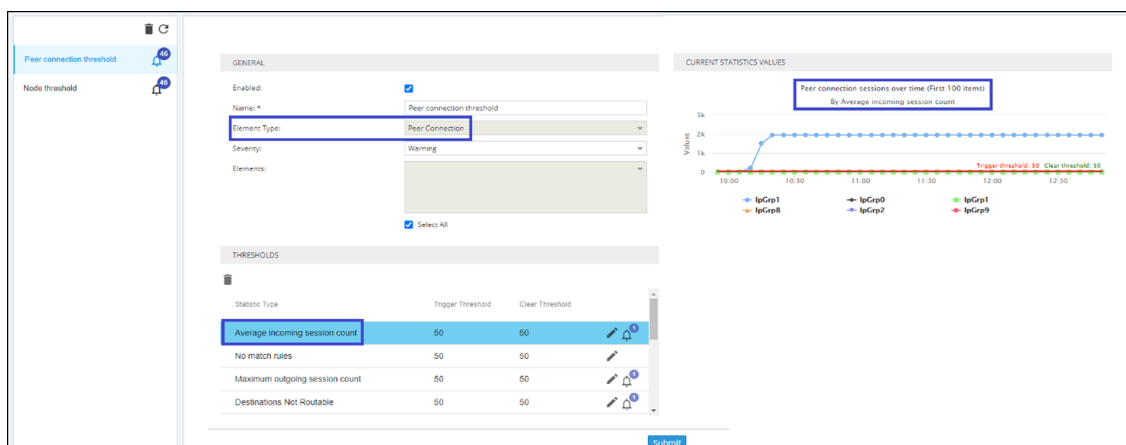 Peer connection threshold 46
Node threshold 46
GENERAL
Enabled:
Name: * Peer connection threshold
Element Type: Peer Connection
Severity: Warning
Elements:
Select All
THRESHOLDS
Statistic Type Trigger Threshold Clear Threshold
Average incoming session count 50 50 1
No match rules 50 50
Maximum outgoing session count 50 50 1
Destinations Not Routable 50 50 1
Submit
CURRENT STATISTICS VALUES
Peer connection sessions over time (First 100 items)
By Average incoming session count
Values
3k
2k
1k
0
Trigger threshold: 50 Clear threshold: 50
10:00 10:30 11:00 11:30 12:00 12:30
IpGrp1 IpGrp0 IpGrp1
IpGrp8 IpGrp2 IpGrp9